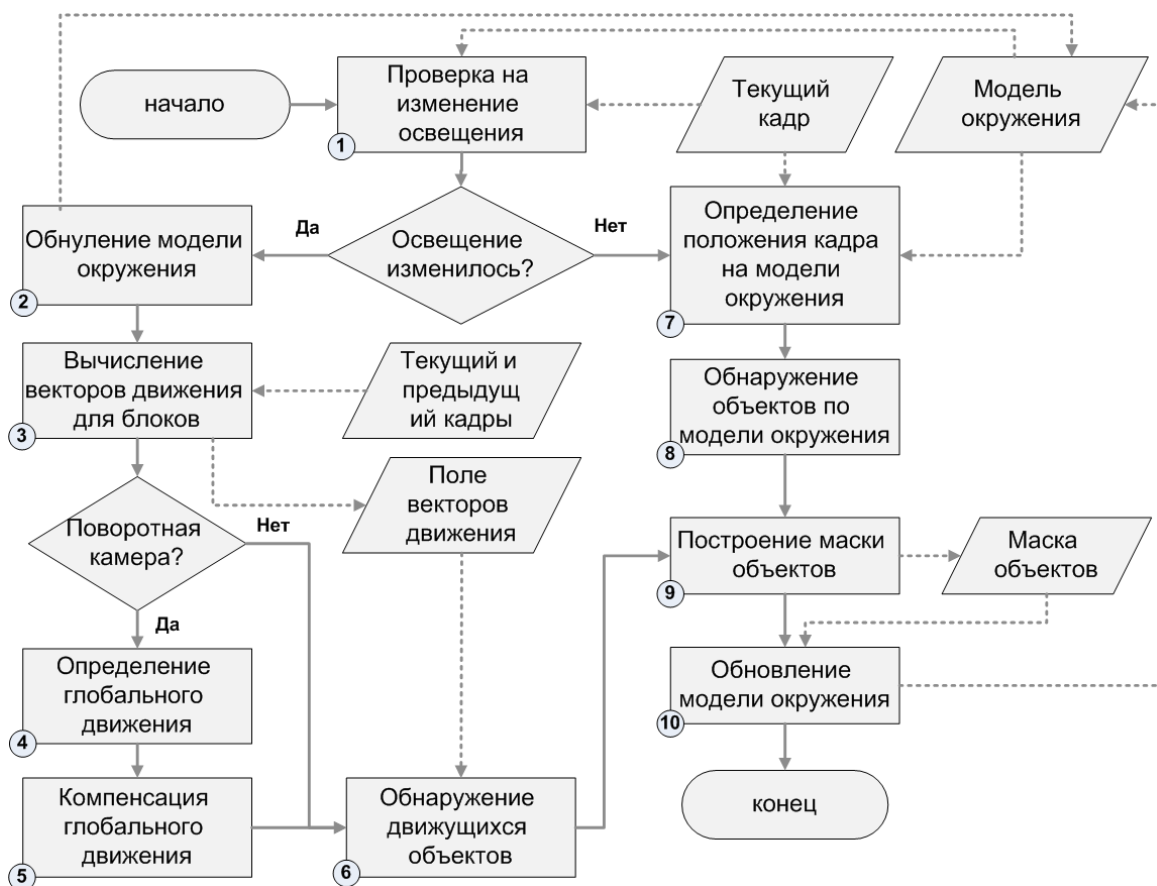 начало
Проверка на
изменение
освещения
1
Текущий
кадр
Модель
окружения
Обнуление модели
окружения
2
Да
Освещение
изменилось?
Нет
Определение
положения кадра
на модели
окружения
7
Вычисление
векторов движения
для блоков
3
Текущий и
предыдущ
ий кадры
Обнаружение
объектов по
модели окружения
8
Поле
векторов
движения
Поворотная
камера?
Нет
Да
Построение маски
объектов
9
Маска
объектов
Определение
глобального
движения
4
Обновление
модели окружения
10
Компенсация
глобального
движения
5
Обнаружение
движущихся
объектов
6
конец